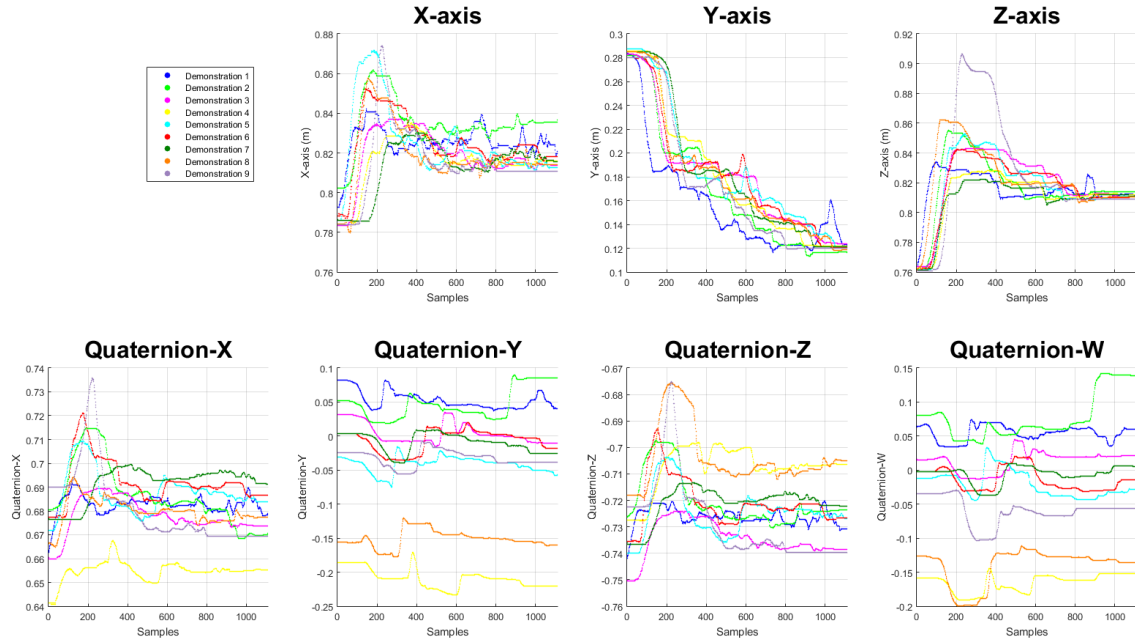 X-axis
Y-axis
Z-axis
Demonstration 1
Demonstration 2
Demonstration 3
Demonstration 4
Demonstration 5
Demonstration 6
Demonstration 7
Demonstration 8
Demonstration 9
X-axis (m)
0.88
0.86
0.84
0.82
0.8
0.78
0.76
0 200 400 600 800 1000
Samples
Y-axis (m)
0.3
0.28
0.26
0.24
0.22
0.2
0.18
0.16
0.14
0.12
0.1
0 200 400 600 800 1000
Samples
Z-axis (m)
0.92
0.9
0.88
0.86
0.84
0.82
0.8
0.78
0.76
0 200 400 600 800 1000
Samples
Quaternion-X
Quaternion-Y
Quaternion-Z
Quaternion-W
Quaternion-X
0.74
0.73
0.72
0.71
0.7
0.69
0.68
0.67
0.66
0.65
0.64
0 200 400 600 800 1000
Samples
Quaternion-Y
0.1
0.05
0
-0.05
-0.1
-0.15
-0.2
-0.25
0 200 400 600 800 1000
Samples
Quaternion-Z
-0.67
-0.68
-0.69
-0.7
-0.71
-0.72
-0.73
-0.74
-0.75
-0.76
0 200 400 600 800 1000
Samples
Quaternion-W
0.15
0.1
0.05
0
-0.05
-0.1
-0.15
-0.2
0 200 400 600 800 1000
Samples